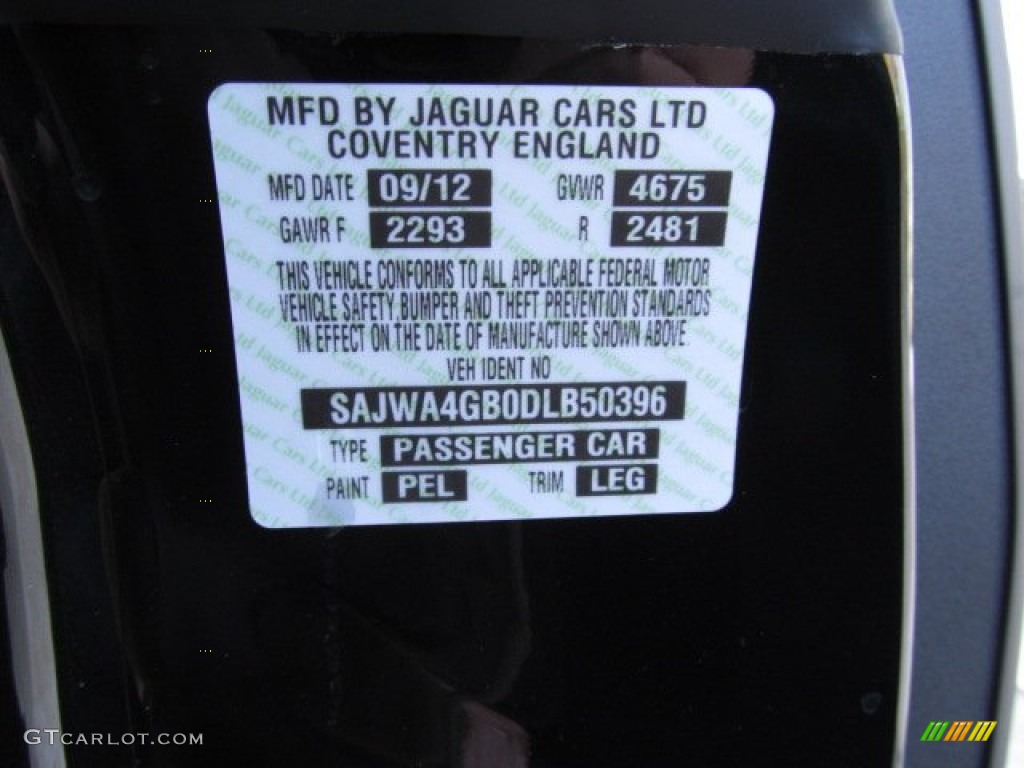 MFD BY JAGUAR CARS LTD
COVENTRY ENGLAND
MFD DATE 09/12 GVWR 4675
GAWR F 2293 R 2481
THIS VEHICLE CONFORMS TO ALL APPLICABLE FEDERAL MOTOR
VEHICLE SAFETY, BUMPER AND THEFT PREVENTION STANDARDS
IN EFFECT ON THE DATE OF MANUFACTURE SHOWN ABOVE.
VEH IDENT NO
SAJWA4GB0DLB50396
TYPE PASSENGER CAR
PAINT PEL TRIM LEG
GTCARLOT.COM